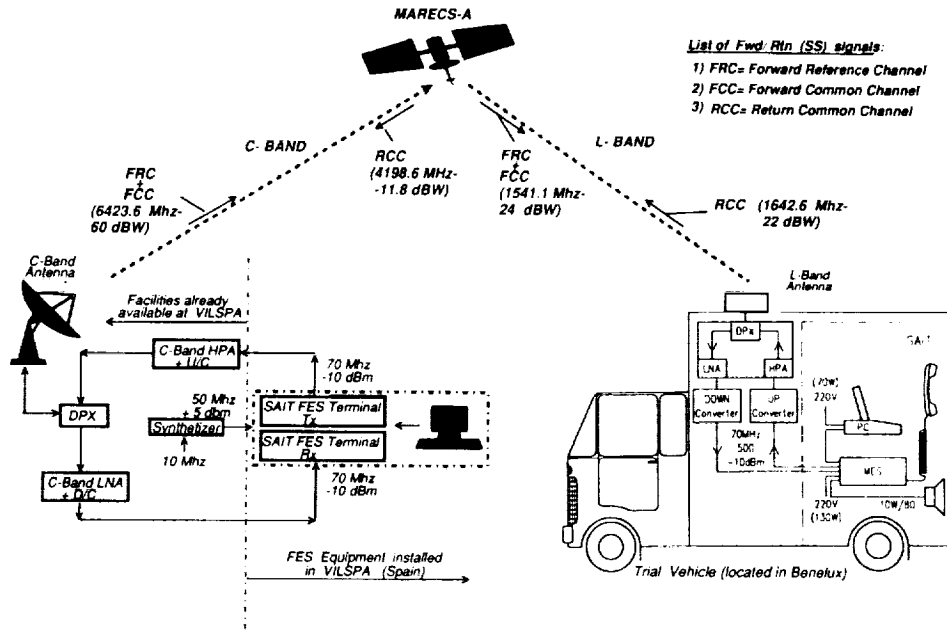 MARECS-A
List of Fwd/Rtn (SS) signals:
1) FRC= Forward Reference Channel
2) FCC= Forward Common Channel
3) RCC= Return Common Channel
C- BAND
L- BAND
RCC
(4198.6 MHz-
-11.8 dBW)
FRC
+
FCC
(1541.1 Mhz-
24 dBW)
FRC
+
FCC
(6423.6 Mhz-
60 dBW)
RCC (1642.6 MHz-
22 dBW)
C-Band
Antenna
Facilities already
available at VILSPA
C-Band HPA
+ U/C
70 Mhz
-10 dBm
50 Mhz
+ 5 dbm
DPX
Synthetizer
10 Mhz
SAIT FES Terminal
Tx
SAIT FES Terminal
Rx
70 Mhz
-10 dBm
C-Band LNA
+ D/C
FES Equipment installed
in VILSPA (Spain)
L-Band
Antenna
DPx
LNA
HPA
DOWN
Converter
UP
Converter
70MHz
50Ω
-10dBm
SAIT
(70W)
220V
PC
MES
220V
(130W)
10W/8Ω
Trial Vehicle (located in Benelux)